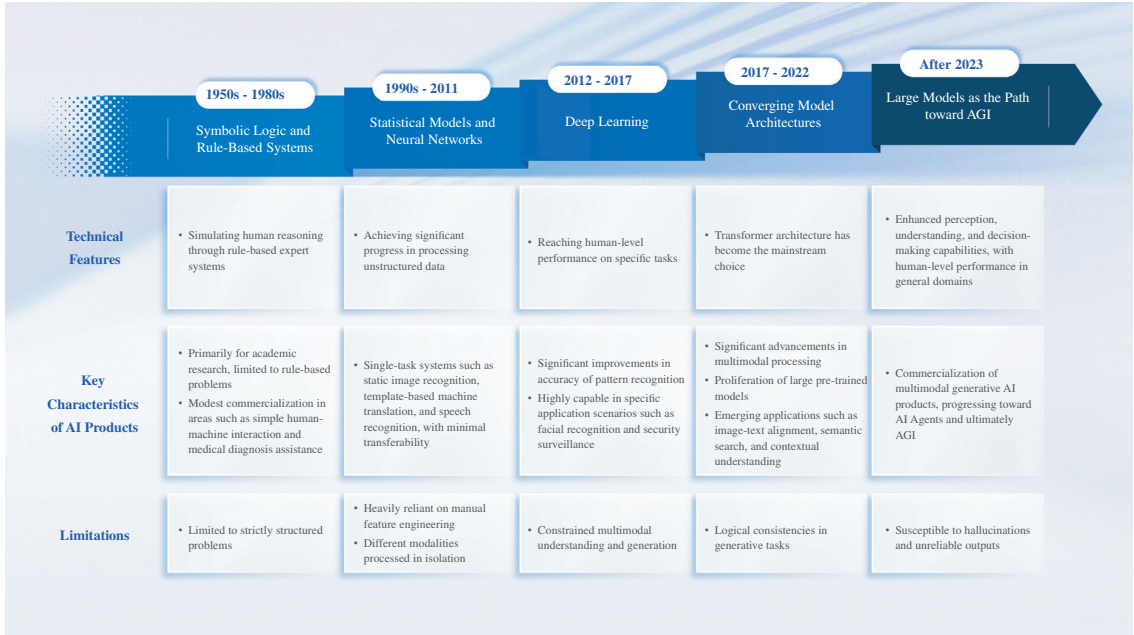 1950s - 1980s
Symbolic Logic and
Rule-Based Systems
1990s - 2011
Statistical Models and
Neural Networks
2012 - 2017
Deep Learning
2017 - 2022
Converging Model
Architectures
After 2023
Large Models as the Path
toward AGI
Technical
Features
• Simulating human reasoning
through rule-based expert
systems
• Achieving significant
progress in processing
unstructured data
• Reaching human-level
performance on specific tasks
• Transformer architecture has
become the mainstream
choice
• Enhanced perception,
understanding, and decision-
making capabilities, with
human-level performance in
general domains
Key
Characteristics
of AI Products
• Primarily for academic
research, limited to rule-based
problems
• Modest commercialization in
areas such as simple human-
machine interaction and
medical diagnosis assistance
• Single-task systems such as
static image recognition,
template-based machine
translation, and speech
recognition, with minimal
transferability
• Significant improvements in
accuracy of pattern recognition
• Highly capable in specific
application scenarios such as
facial recognition and security
surveillance
• Significant advancements in
multimodal processing
• Proliferation of large pre-trained
models
• Emerging applications such as
image-text alignment, semantic
search, and contextual
understanding
• Commercialization of
multimodal generative AI
products, progressing toward
AI Agents and ultimately
AGI
Limitations
• Limited to strictly structured
problems
• Heavily reliant on manual
feature engineering
• Different modalities
processed in isolation
• Constrained multimodal
understanding and generation
• Logical consistencies in
generative tasks
• Susceptible to hallucinations
and unreliable outputs